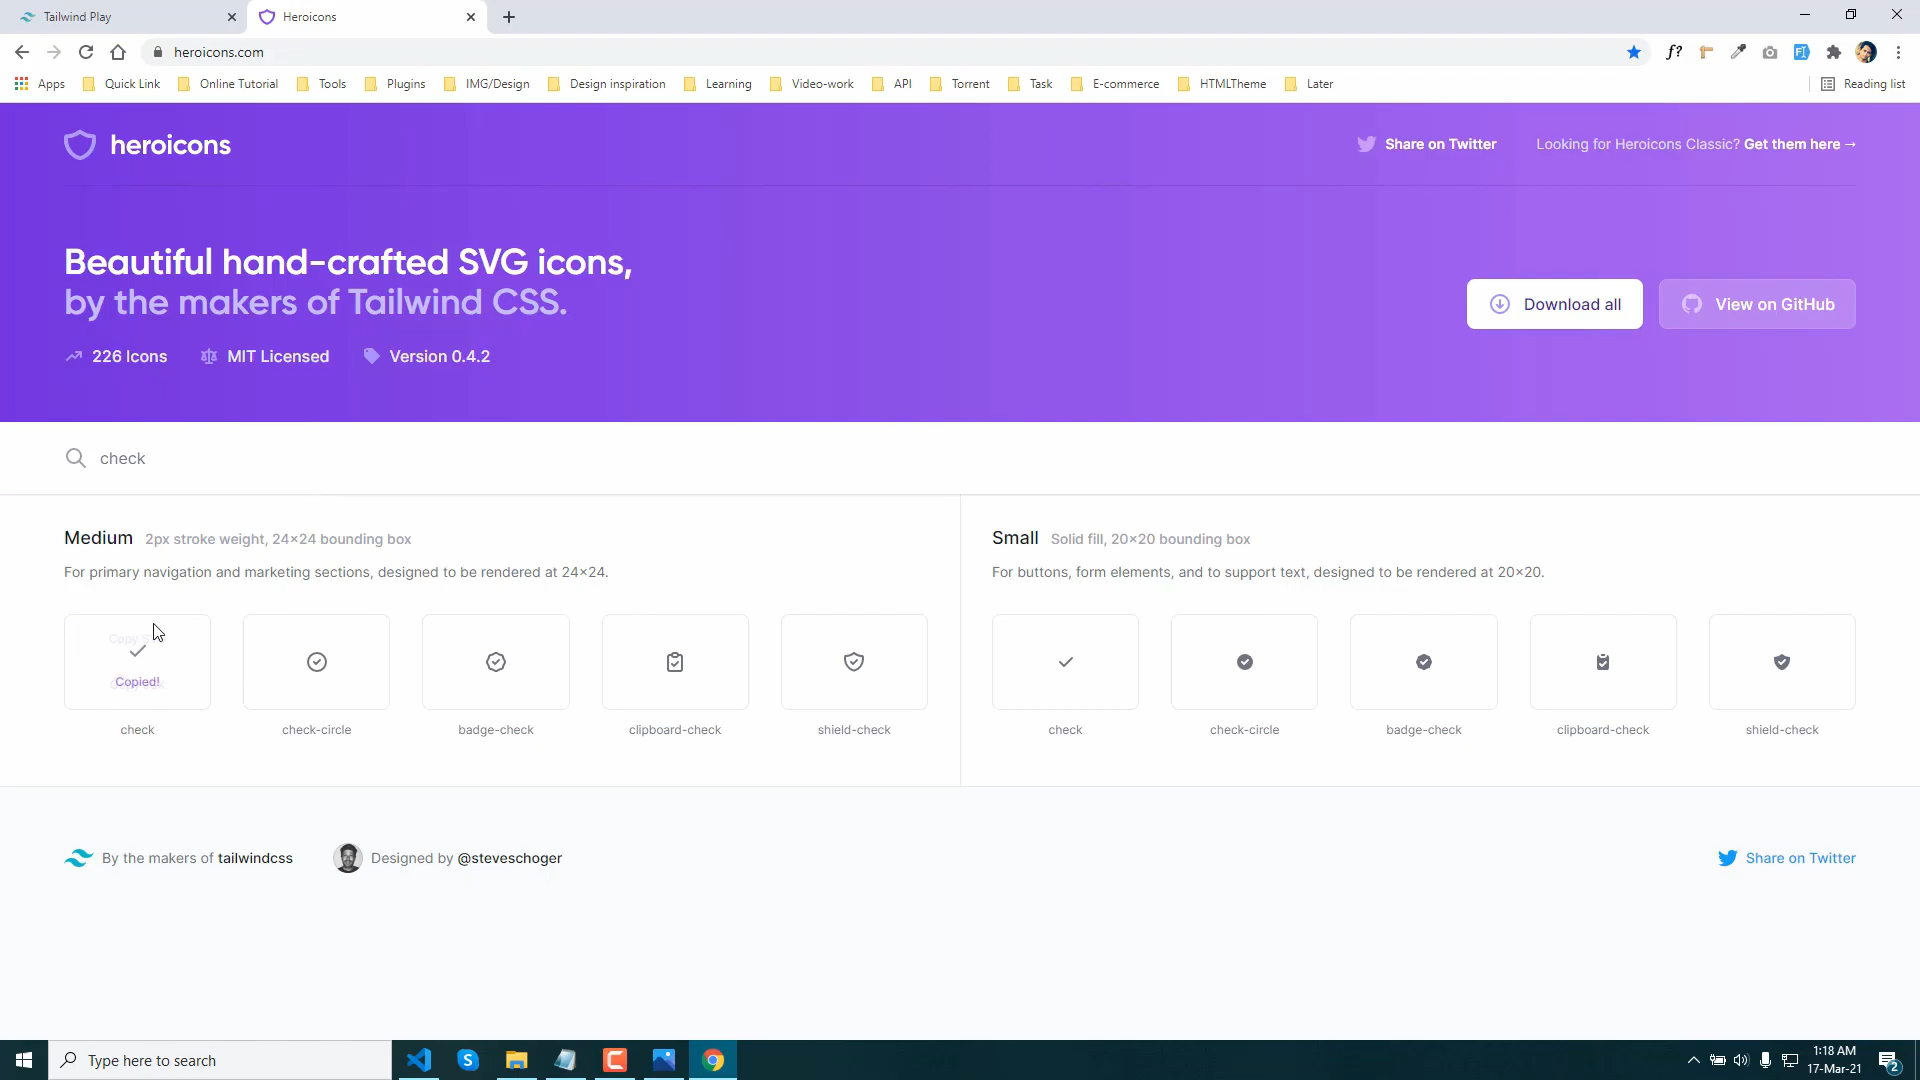 Tailwind Play
Heroicons
heroicons.com
f?
Apps
Quick Link
Online Tutorial
Tools
Plugins
IMG/Design
Design inspiration
Learning
Video-work
API
Torrent
Task
E-commerce
HTMLTheme
Later
Reading list
heroicons
Share on Twitter
Looking for Heroicons Classic? Get them here →
Beautiful hand-crafted SVG icons,
by the makers of Tailwind CSS.
Download all
View on GitHub
226 Icons
MIT Licensed
Version 0.4.2
check
Medium 2px stroke weight, 24×24 bounding box
For primary navigation and marketing sections, designed to be rendered at 24×24.
Small Solid fill, 20×20 bounding box
For buttons, form elements, and to support text, designed to be rendered at 20×20.
Copy
Copied!
check
check-circle
badge-check
clipboard-check
shield-check
check
check-circle
badge-check
clipboard-check
shield-check
By the makers of tailwindcss
Designed by @steveschoger
Share on Twitter
Type here to search
1:18 AM
17-Mar-21
2